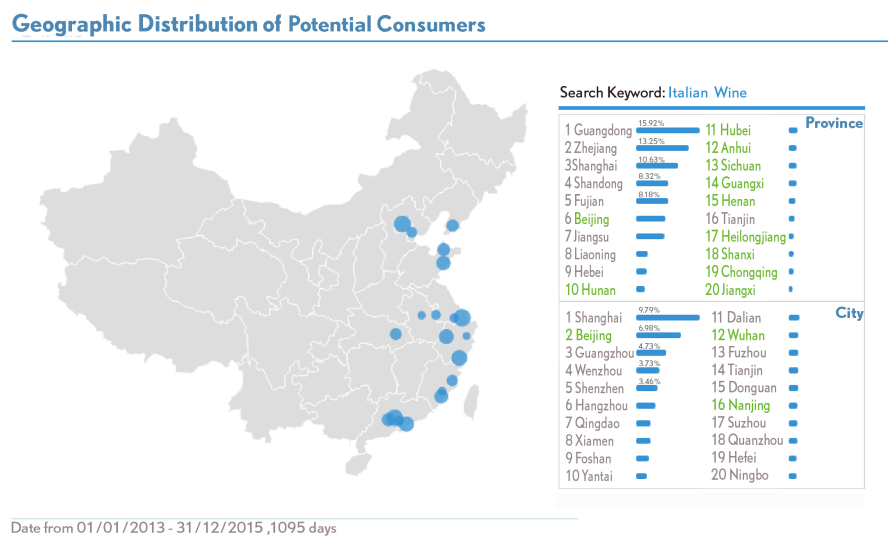 Geographic Distribution of Potential Consumers
Search Keyword: Italian Wine
Province
1 Guangdong 15.92%
2 Zhejiang 13.25%
3Shanghai 10.63%
4 Shandong 8.32%
5 Fujian 8.18%
6 Beijing
7 Jiangsu
8 Liaoning
9 Hebei
10 Hunan
11 Hubei
12 Anhui
13 Sichuan
14 Guangxi
15 Henan
16 Tianjin
17 Heilongjiang
18 Shanxi
19 Chongqing
20 Jiangxi
City
1 Shanghai 9.79%
2 Beijing 6.98%
3 Guangzhou 4.73%
4 Wenzhou 3.73%
5 Shenzhen 3.46%
6 Hangzhou
7 Qingdao
8 Xiamen
9 Foshan
10 Yantai
11 Dalian
12 Wuhan
13 Fuzhou
14 Tianjin
15 Donguan
16 Nanjing
17 Suzhou
18 Quanzhou
19 Hefei
20 Ningbo
Date from 01/01/2013 - 31/12/2015 ,1095 days